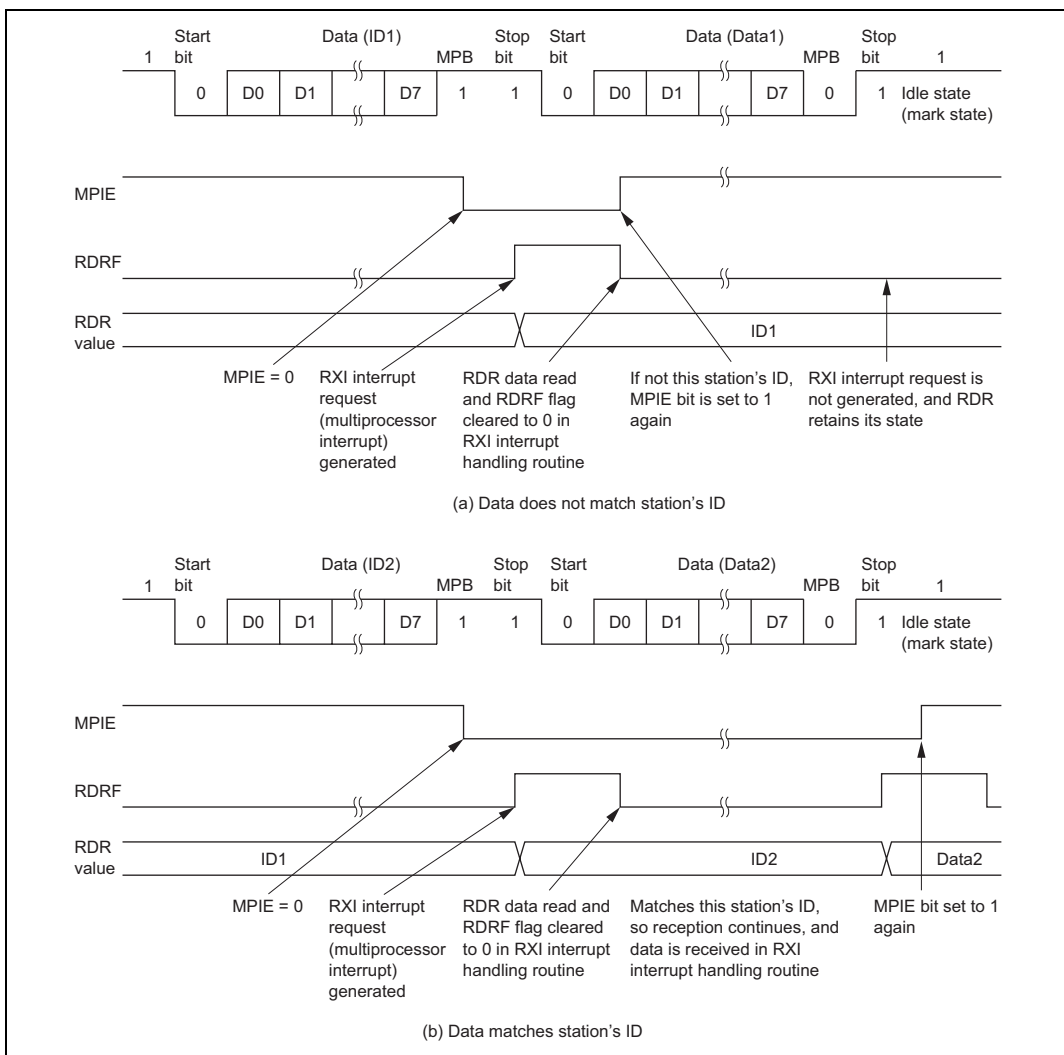 Start bit Data (ID1) MPB Stop bit Start bit Data (Data1) MPB Stop bit
1 1
0 D0 D1 D7 1 1 0 D0 D1 D7 0 1 Idle state (mark state)
MPIE
RDRF
RDR value
ID1
MPIE = 0
RXI interrupt
request
(multiprocessor
interrupt)
generated
RDR data read
and RDRF flag
cleared to 0 in
RXI interrupt
handling routine
If not this station's ID,
MPIE bit is set to 1
again
RXI interrupt request is
not generated, and RDR
retains its state
(a) Data does not match station's ID
Start bit Data (ID2) MPB Stop bit Start bit Data (Data2) MPB Stop bit
1 1
0 D0 D1 D7 1 1 0 D0 D1 D7 0 1 Idle state (mark state)
MPIE
RDRF
RDR value
ID1 ID2 Data2
MPIE = 0
RXI interrupt
request
(multiprocessor
interrupt)
generated
RDR data read and
RDRF flag cleared
to 0 in RXI interrupt
handling routine
Matches this station's ID,
so reception continues, and
data is received in RXI
interrupt handling routine
MPIE bit set to 1
again
(b) Data matches station's ID